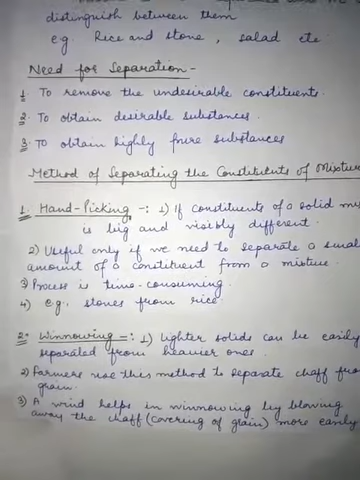 distinguish between them
eg. Rice and stone, salad etc
Need for Separation -
1. To remove the undesirable constituents.
2. To obtain desirable substances.
3. To obtain highly pure substances
Method of Separating the Constituents of Mixture
1. Hand-Picking -: 1) If constituents of a solid
is big and visibly different.
2) Useful only if we need to separate a small
amount of a constituent from a mixture.
3) Process is time-consuming.
4) eg. stones from rice
2. Winnowing -: 1) Lighter solids can be easily
separated from heavier ones.
2) Farmers use this method to separate chaff
grain.
3) A wind helps in winnowing by blowing
away the chaff (covering of grain) more easily